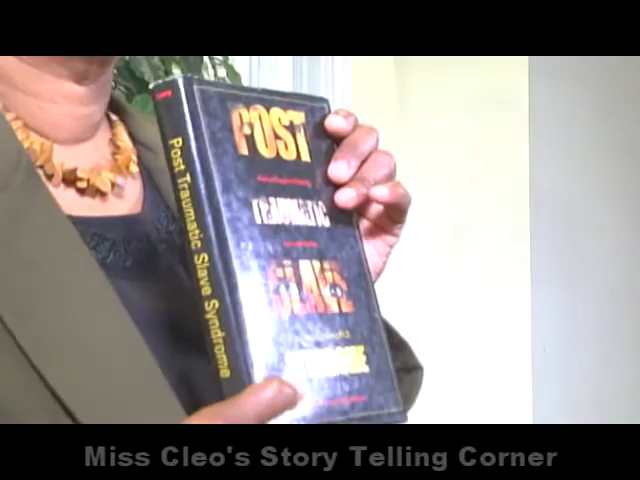 POST
TRAUMATIC
SLAVE
Post Traumatic Slave Syndrome
Miss Cleo's Story Telling Corner